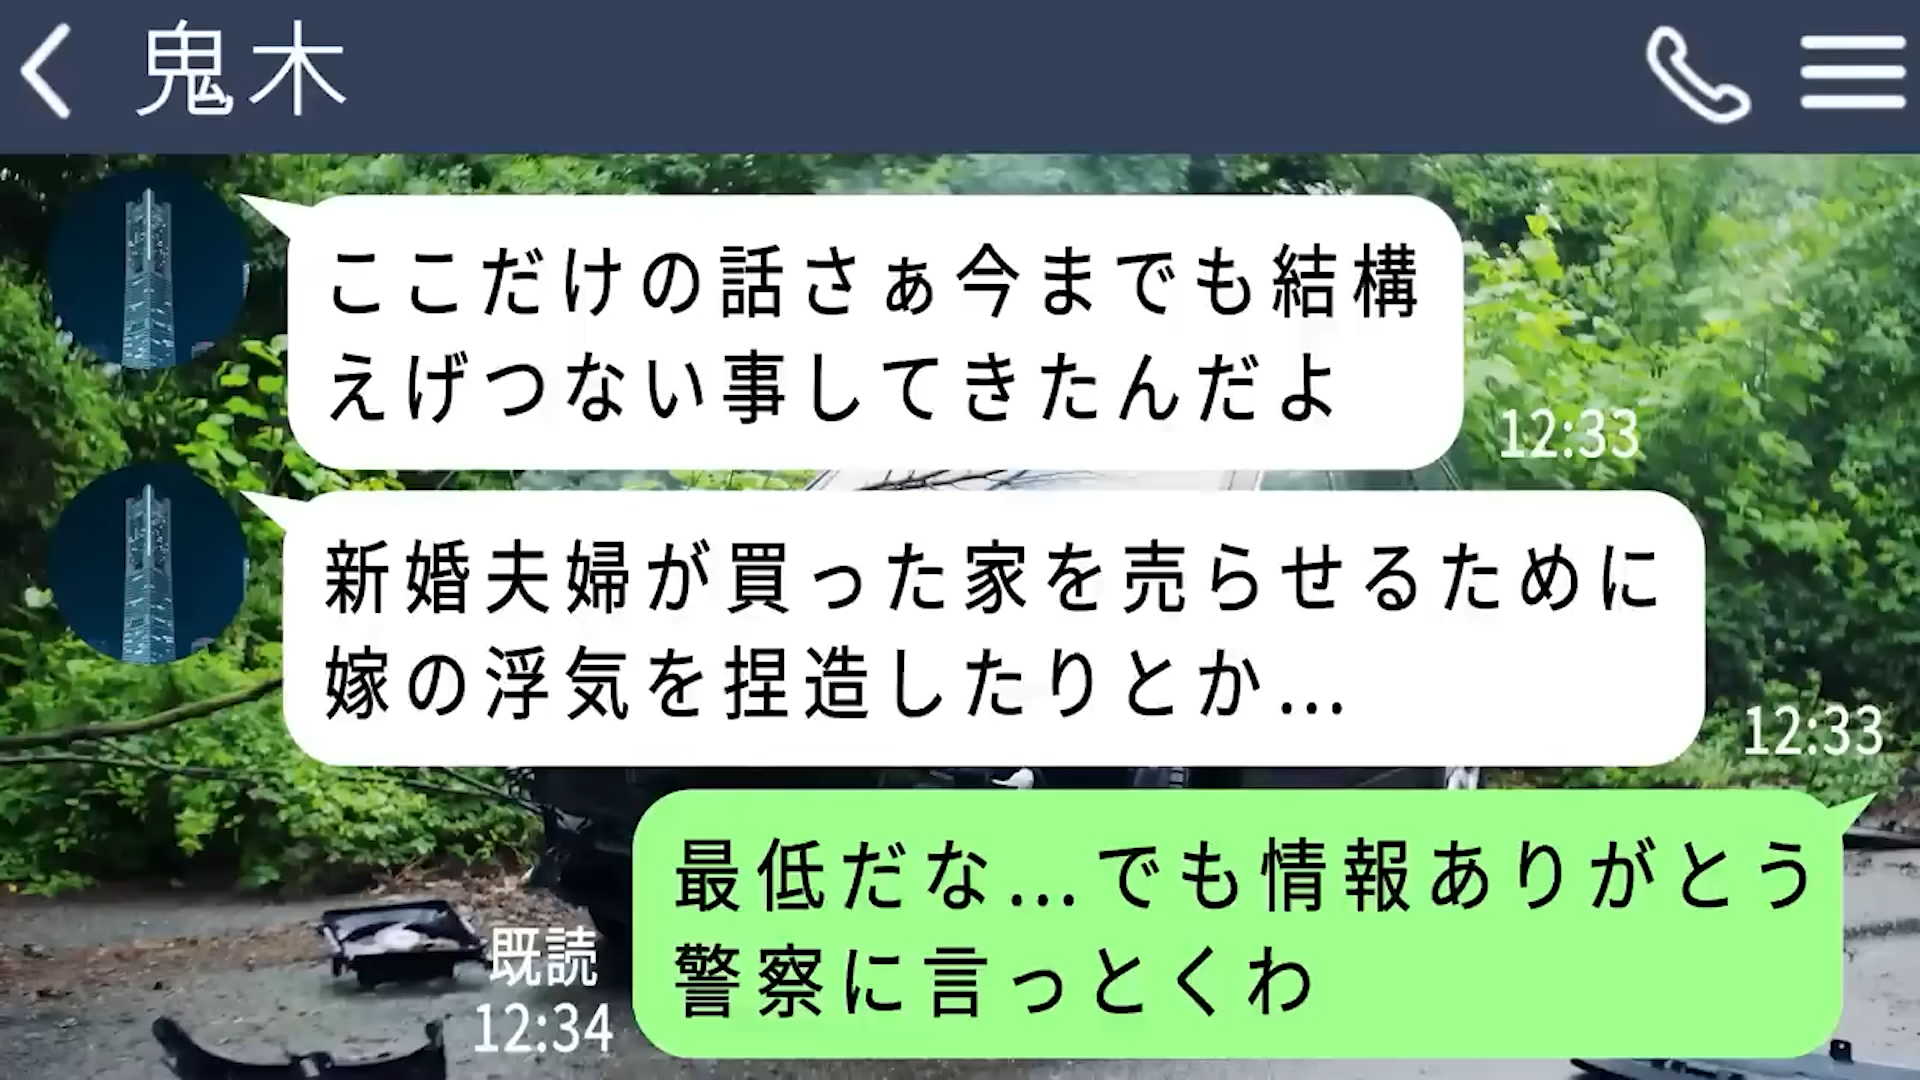 鬼木
ここだけの話さぁ今までも結構
えげつない事してきたんだよ
12:33
新婚夫婦が買った家を売らせるために
嫁の浮気を捏造したりとか...
12:33
最低だな...でも情報ありがとう
警察に言っとくわ
既読
12:34